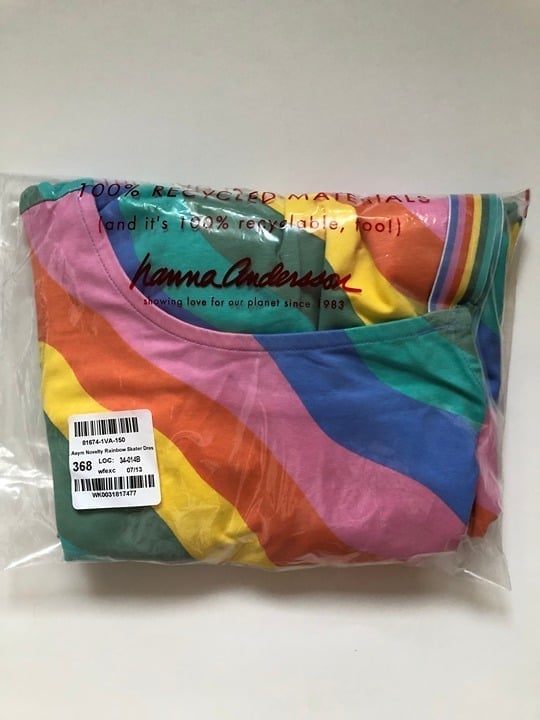 100% RECYCLED MATERIALS
(and it's 100% recyclable, too!)
hanna Andersson
showing love for our planet since 1983
81674-1VA-150
Asym Novelty Rainbow Skater Dres
368 LOC: 34-014B
wfexc 07/13
WK0031817477